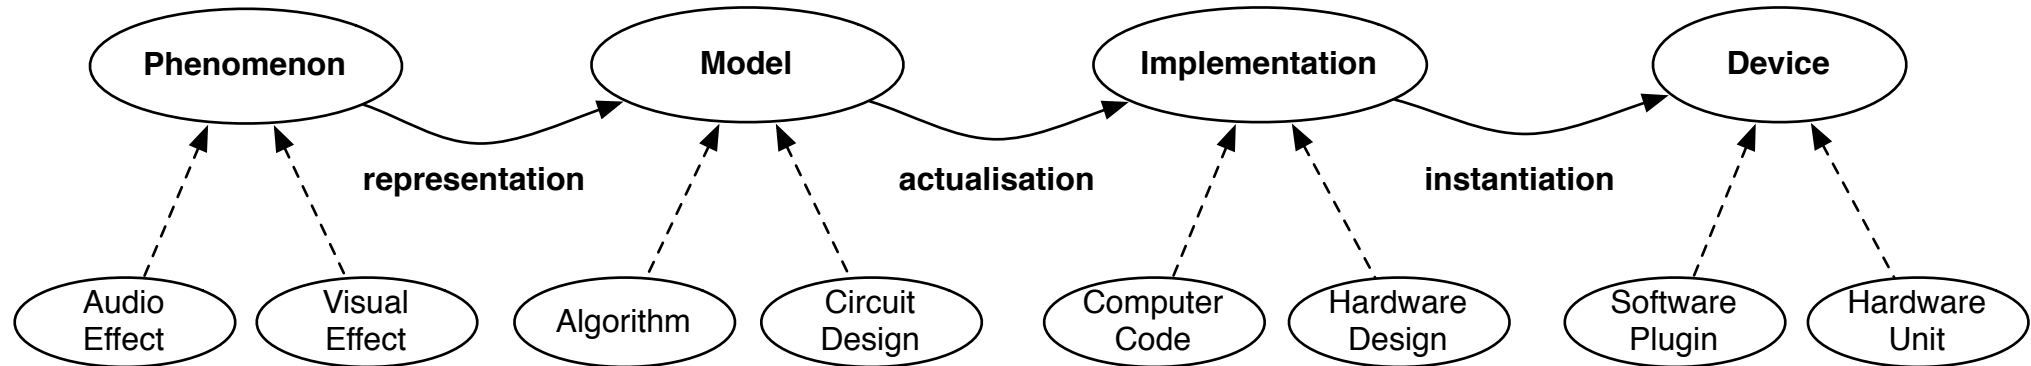 Phenomenon
Model
Implementation
Device
representation
actualisation
instantiation
Audio
Effect
Visual
Effect
Algorithm
Circuit
Design
Computer
Code
Hardware
Design
Software
Plugin
Hardware
Unit